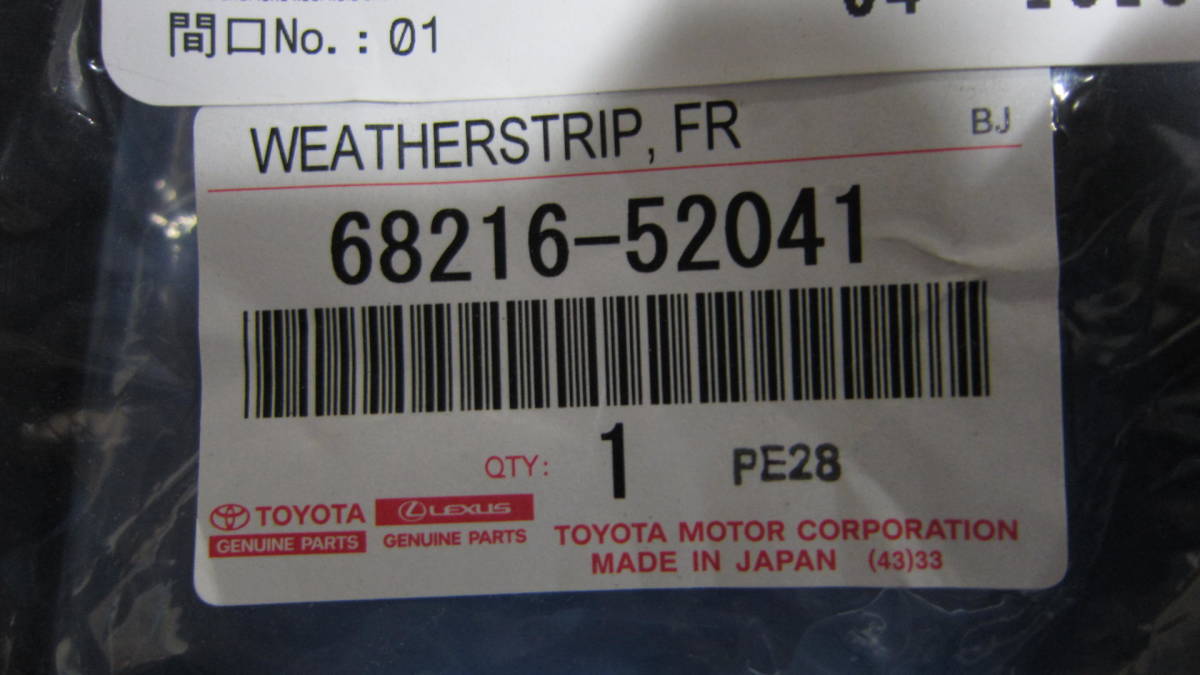 間口No.: 01
WEATHERSTRIP, FR
BJ
68216-52041
QTY: 1
PE28
TOYOTA
GENUINE PARTS
LEXUS
GENUINE PARTS
TOYOTA MOTOR CORPORATION
MADE IN JAPAN (43)33